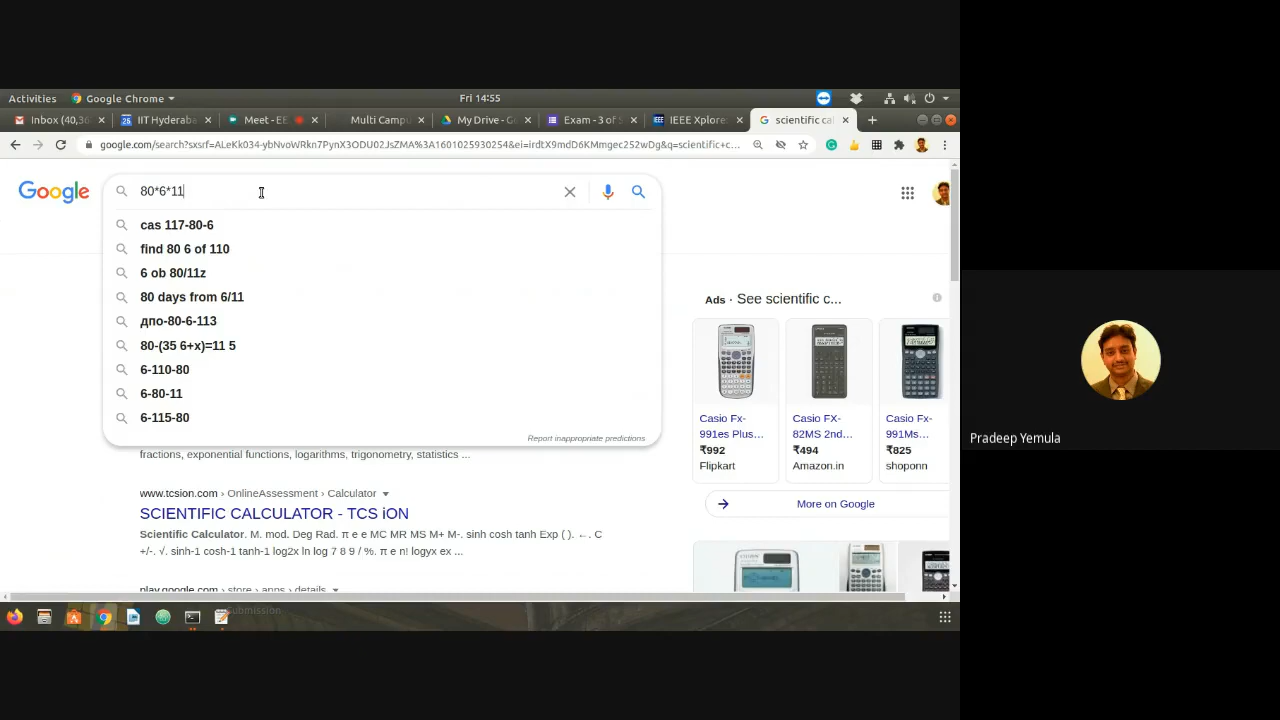 Activities
Google Chrome
Fri 14:55
Inbox (40,36
IIT Hyderaba
Meet - EE
Multi Camp
My Drive - G
Exam - 3 of
IEEE Xplore
scientific cal
google.com/search?sxsrf=ALeKk034-ybNvoWRkn7PynX3ODU02JsZMA%3A1601025930254&ei=irdtX9mdD6KMmgec2S2wDg&q=scientific+c...
Google
80*6*11
cas 117-80-6
find 80 6 of 110
6 ob 80/11z
80 days from 6/11
дпо-80-6-113
80-(35 6+x)=11 5
6-110-80
6-80-11
6-115-80
Report inappropriate predictions
fractions, exponential functions, logarithms, trigonometry, statistics ...
www.tcsion.com › OnlineAssessment › Calculator
SCIENTIFIC CALCULATOR - TCS iON
Scientific Calculator. M. mod. Deg Rad. π e e MC MR MS M+ M-. sinh cosh tanh Exp ( ). ←. C
+/-. √. sinh-1 cosh-1 tanh-1 log2x ln log 7 8 9 / %. π e n! logyx ex ...
play.google.com › store › apps › details
Ads · See scientific c...
Casio Fx-
991es Plus...
₹992
Flipkart
Casio FX-
82MS 2nd...
₹494
Amazon.in
Casio Fx-
991Ms...
₹825
shoponn
More on Google
Submission
Pradeep Yemula